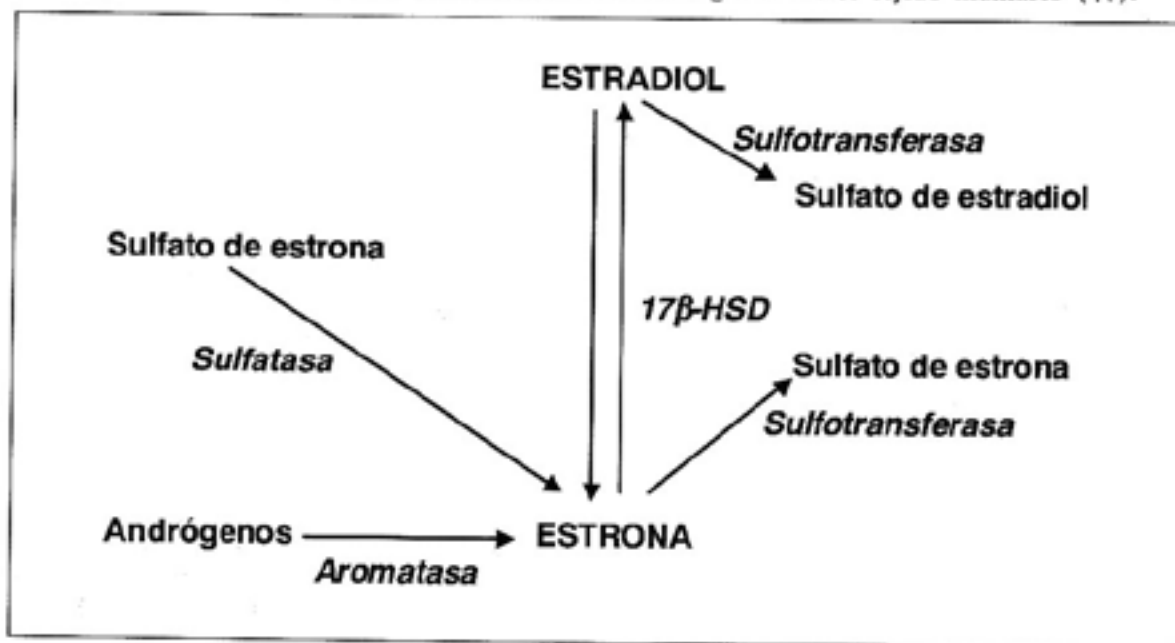 ESTRADIOL
Sulfotransferasa
Sulfato de estradiol
Sulfato de estrona
17β-HSD
Sulfatasa
Sulfato de estrona
Sulfotransferasa
Andrógenos
ESTRONA
Aromatasa